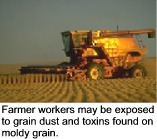 Farmer workers may be exposed
to grain dust and toxins found on
moldy grain.